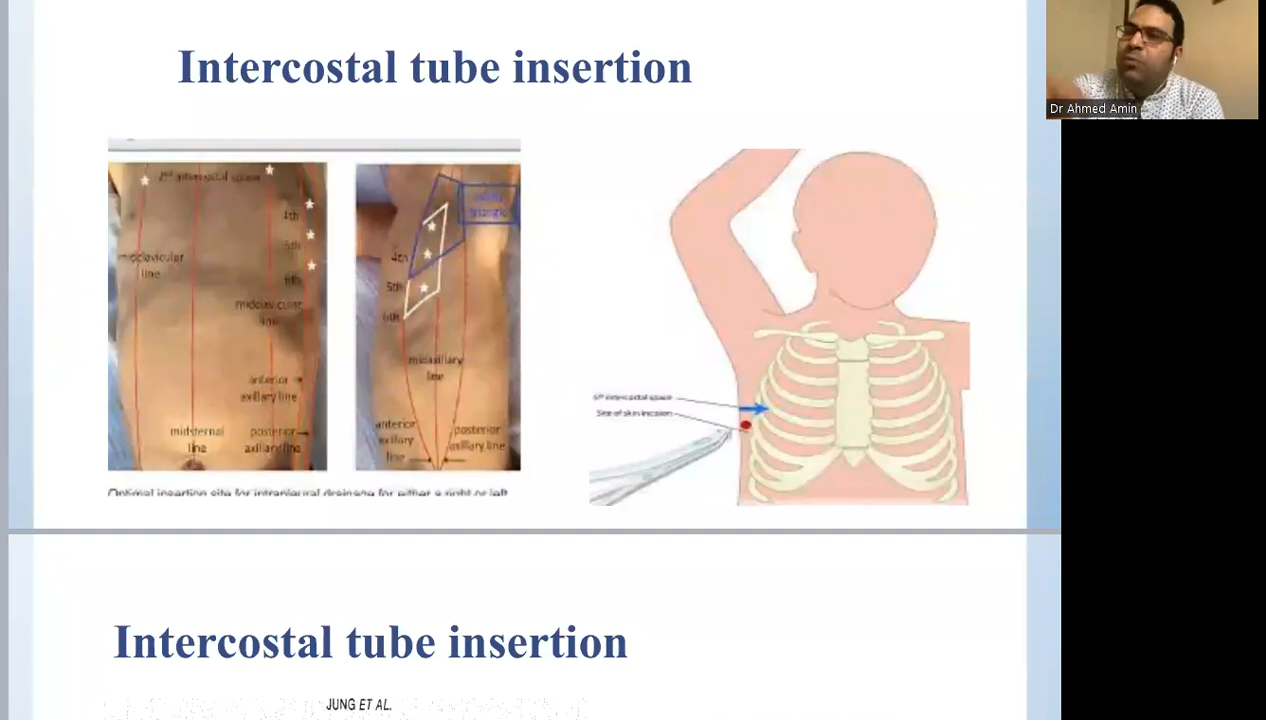 Intercostal tube insertion
2nd intercostal space
4th
5th
6th
midclavicular
line
midclavicular
line
anterior
axillary line
midsternal
line
posterior
axillary line
safety
triangle
4th
5th
6th
midaxillary
line
anterior
axillary
line
posterior
axillary line
Optimal insertion site for intrapleural drainage for either a right or left
intercostal space
Site of skin incision
Dr Ahmed Amin
Intercostal tube insertion
JUNG ET AL.